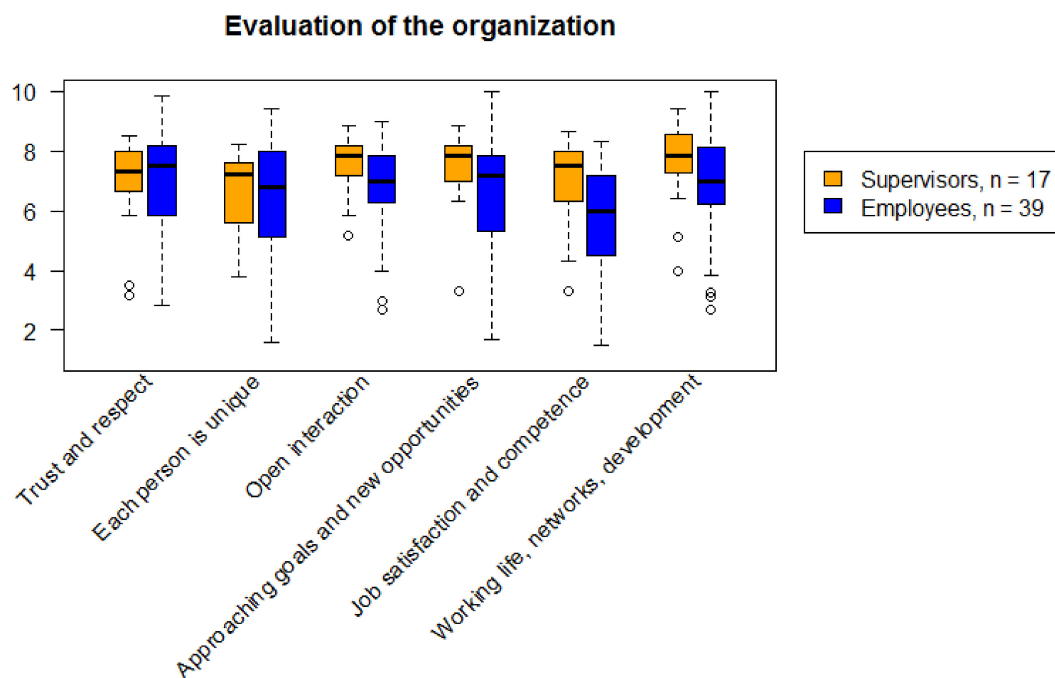 Evaluation of the organization
10
8
6
4
2
Supervisors, n = 17
Employees, n = 39
Trust and respect
Each person is unique
Open interaction
Approaching goals and new opportunities
Job satisfaction and competence
Working life, networks, development